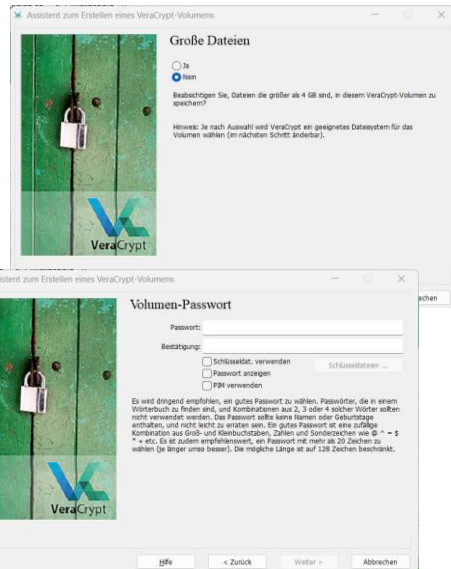 Assistent zum Erstellen eines VeraCrypt-Volumens
Große Dateien
Ja
Nein
Beabsichtigen Sie, Dateien die größer als 4 GB sind, in diesem VeraCrypt-Volumen zu
speichern?
Hinweis: Je nach Auswahl wird VeraCrypt ein geeignetes Dateisystem für das
Volumen wählen (im nächsten Schritt änderbar).
VeraCrypt
echen
istent zum Erstellen eines VeraCrypt-Volumens
Volumen-Passwort
Passwort:
Bestätigung:
Schlüsseldat. verwenden
Schlüsseldateien ...
Passwort anzeigen
PIM verwenden
Es wird dringend empfohlen, ein gutes Passwort zu wählen. Passwörter, die in einem
Wörterbuch zu finden sind, und Kombinationen aus 2, 3 oder 4 solcher Wörter sollten
nicht verwendet werden. Das Passwort sollte keine Namen oder Geburtstage
enthalten, und nicht leicht zu erraten sein. Ein gutes Passwort ist eine zufällige
Kombination aus Groß- und Kleinbuchstaben, Zahlen und Sonderzeichen wie @ ^ = $
* + etc. Es ist zudem empfehlenswert, ein Passwort mit mehr als 20 Zeichen zu
wählen (je länger umso besser). Die mögliche Länge ist auf 128 Zeichen beschränkt.
VeraCrypt
Hilfe
< Zurück
Weiter >
Abbrechen